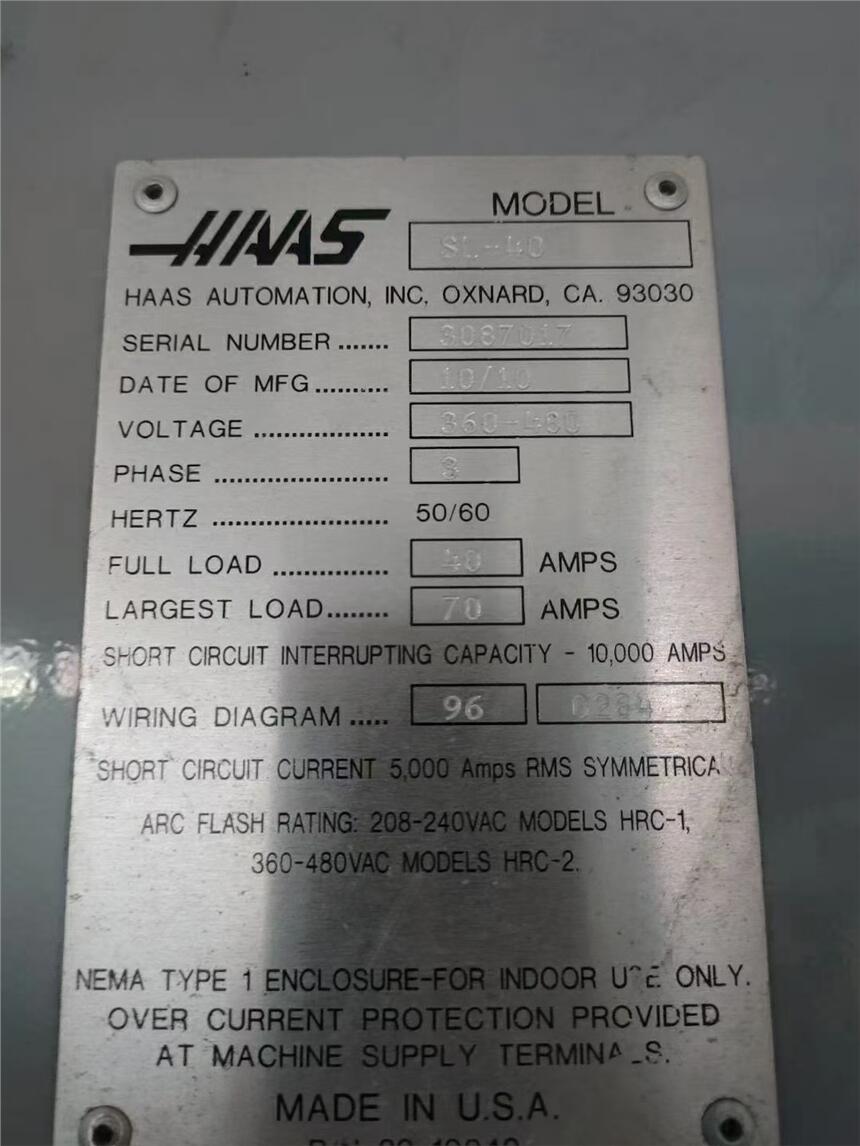 HAAS
MODEL
SL-40
HAAS AUTOMATION, INC. OXNARD, CA. 93030
SERIAL NUMBER ....... 3087017
DATE OF MFG .......... 10/10
VOLTAGE .................. 360-480
PHASE ....................... 3
HERTZ ....................... 50/60
FULL LOAD ............... 40 AMPS
LARGEST LOAD........ 70 AMPS
SHORT CIRCUIT INTERRUPTING CAPACITY - 10,000 AMPS
WIRING DIAGRAM ..... 96
SHORT CIRCUIT CURRENT 5,000 Amps RMS SYMMETRICAL
ARC FLASH RATING: 208-240VAC MODELS HRC-1,
360-480VAC MODELS HRC-2.
NEMA TYPE 1 ENCLOSURE-FOR INDOOR USE ONLY.
OVER CURRENT PROTECTION PROVIDED
AT MACHINE SUPPLY TERMINALS.
MADE IN U.S.A.